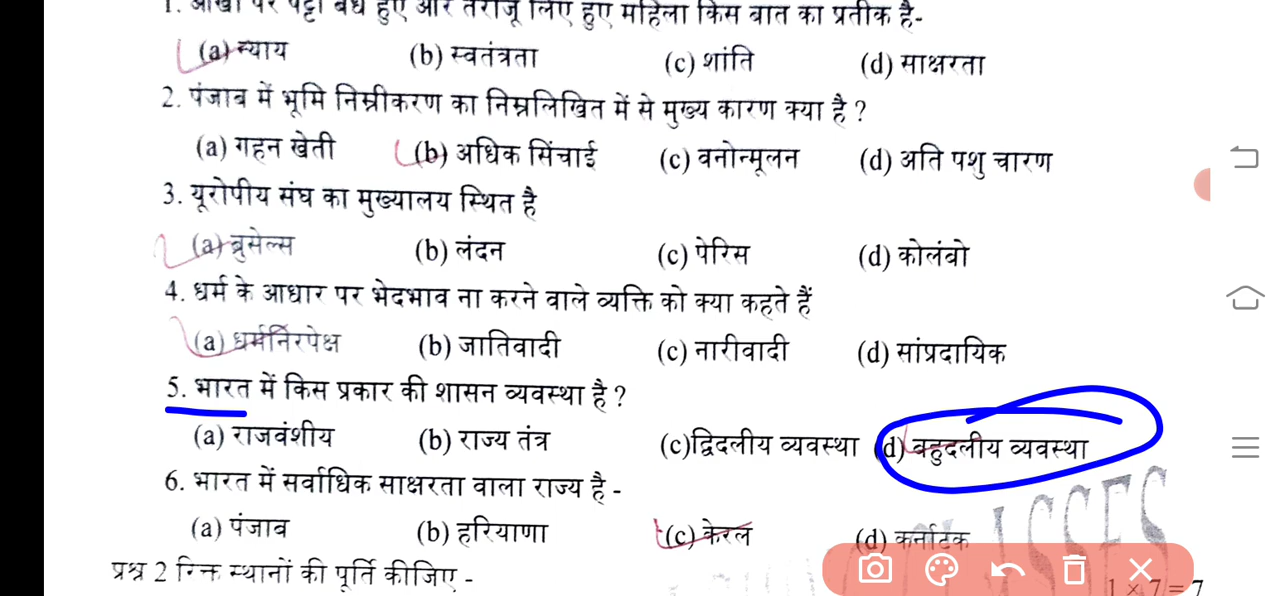 1. आंखों पर पट्टी बंधे हुए और तराजू लिए हुए महिला किस बात का प्रतीक है-
(a) न्याय (b) स्वतंत्रता (c) शांति (d) साक्षरता
2. पंजाब में भूमि निम्नीकरण का निम्नलिखित में से मुख्य कारण क्या है ?
(a) गहन खेती (b) अधिक सिंचाई (c) वनोन्मूलन (d) अति पशु चारण
3. यूरोपीय संघ का मुख्यालय स्थित है
(a) ब्रुसेल्स (b) लंदन (c) पेरिस (d) कोलंबो
4. धर्म के आधार पर भेदभाव ना करने वाले व्यक्ति को क्या कहते हैं
(a) धर्मनिरपेक्ष (b) जातिवादी (c) नारीवादी (d) सांप्रदायिक
5. भारत में किस प्रकार की शासन व्यवस्था है ?
(a) राजवंशीय (b) राज्य तंत्र (c)द्विदलीय व्यवस्था (d) बहुदलीय व्यवस्था
6. भारत में सर्वाधिक साक्षरता वाला राज्य है -
(a) पंजाब (b) हरियाणा (c) केरल (d) कर्नाटक
प्रश्न 2 रिक्त स्थानों की पूर्ति कीजिए - 1 × 7 = 7